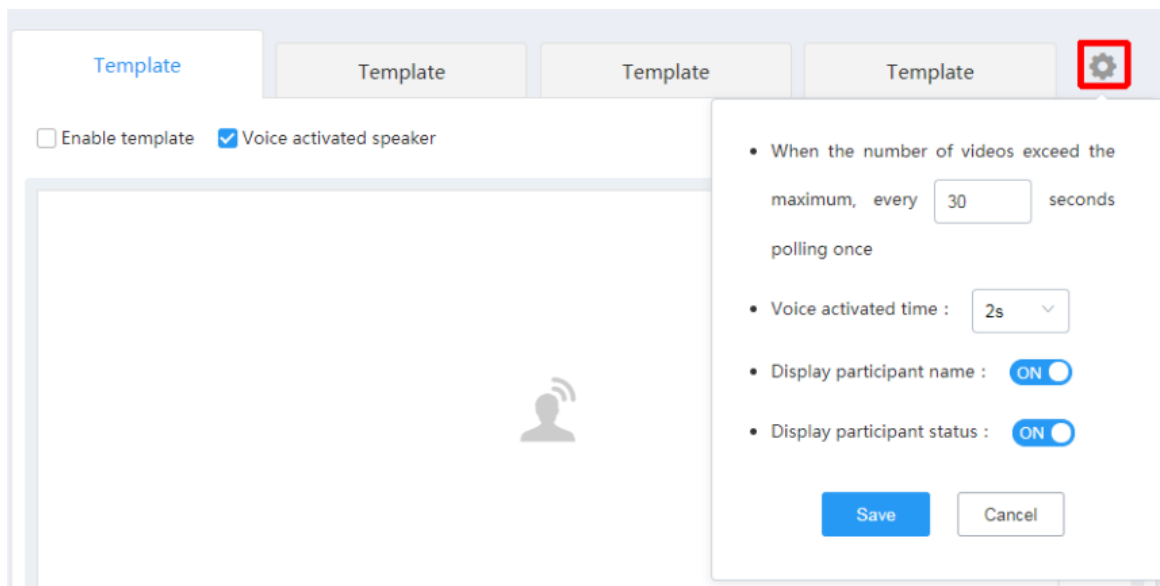 Template
Template
Template
Template
Enable template
Voice activated speaker
• When the number of videos exceed the
maximum, every 30 seconds
polling once
• Voice activated time : 2s
• Display participant name : ON
• Display participant status : ON
Save
Cancel